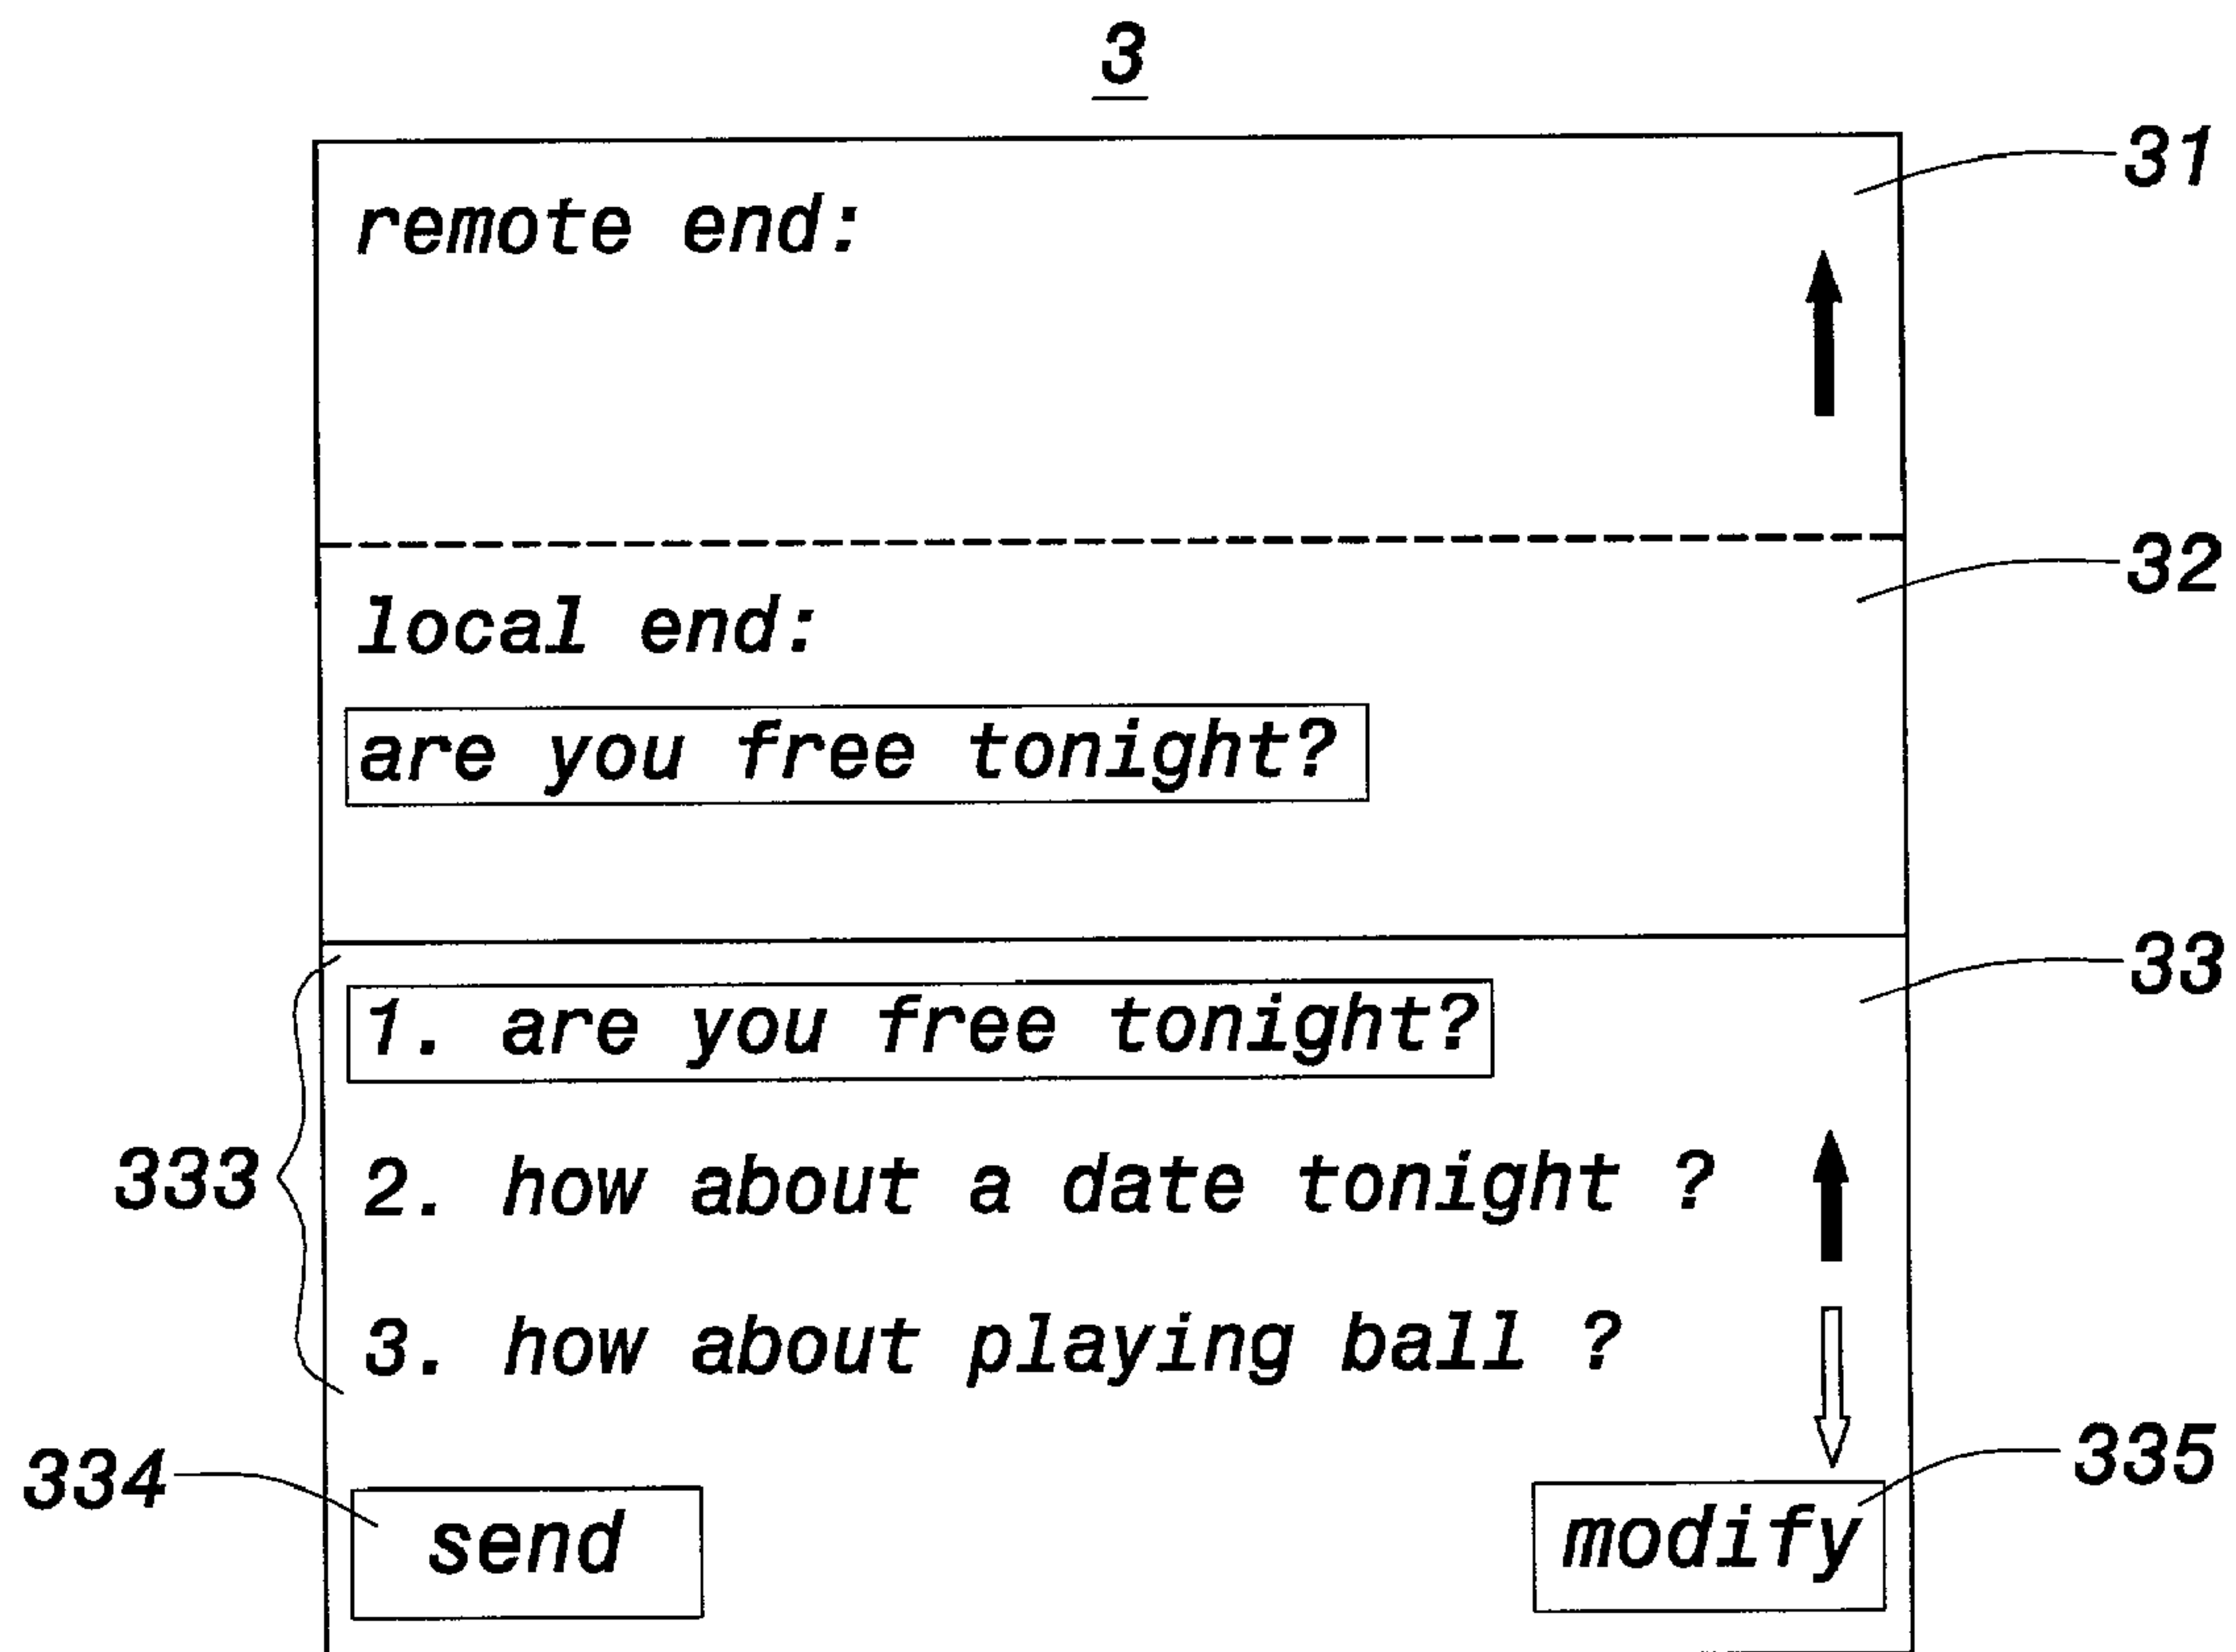 3
31
remote end:
32
local end:
are you free tonight?
33
1. are you free tonight?
333
2. how about a date tonight ?
3. how about playing ball ?
334
335
send
modify